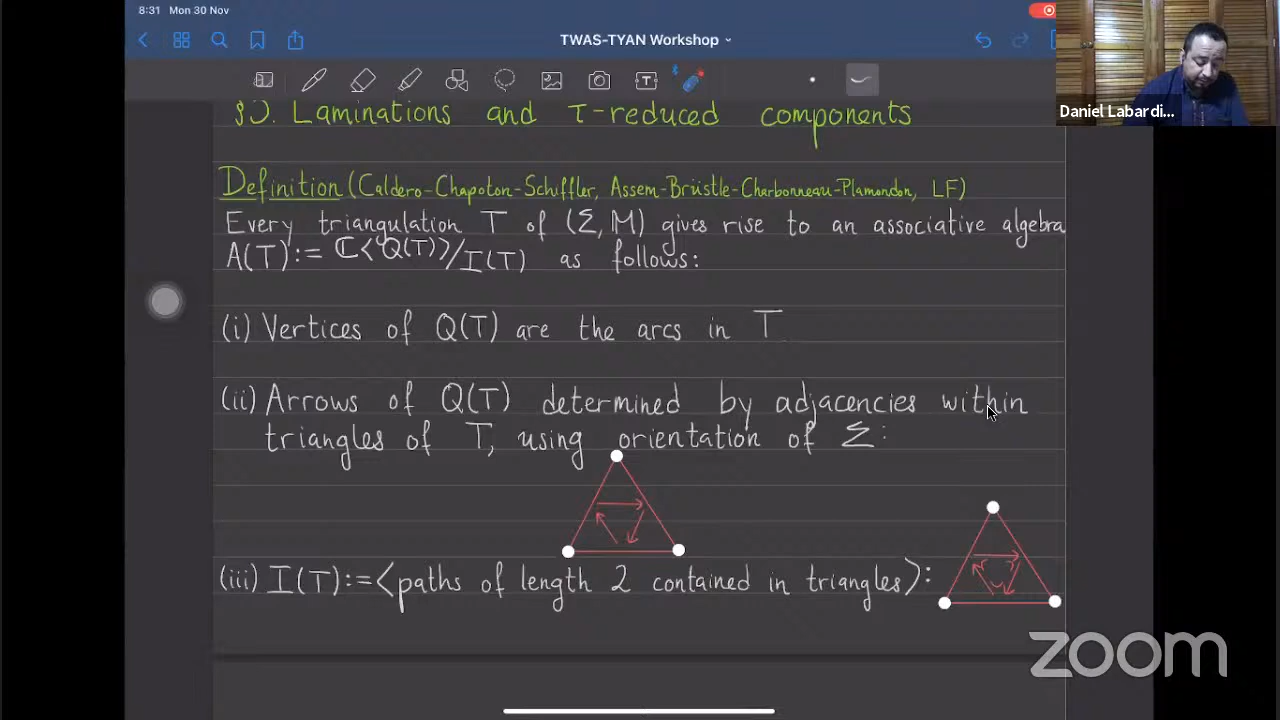 8:31 Mon 30 Nov
TWAS-TYAN Workshop
T
Daniel Labardi...
Laminations and τ-reduced components
Definition (Caldero-Chapoton-Schiffler, Assem-Brüstle-Charbonneau-Plamondon, LF)
Every triangulation T of (Σ, M) gives rise to an associative algebra
A(T):= ℂ<Q(T)>/I(T) as follows:
(i) Vertices of Q(T) are the arcs in T
(ii) Arrows of Q(T) determined by adjacencies within
triangles of T, using orientation of Σ:
(iii) I(T):=<paths of length 2 contained in triangles>:
zoom